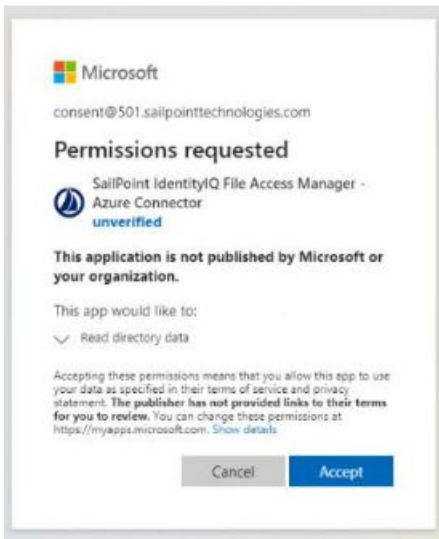 Microsoft
consent@501.sailpointtechnologies.com
Permissions requested
SailPoint IdentityIQ File Access Manager -
Azure Connector
unverified
This application is not published by Microsoft or
your organization.
This app would like to:
Read directory data
Accepting these permissions means that you allow this app to use
your data as specified in their terms of service and privacy
statement. The publisher has not provided links to their terms
for you to review. You can change these permissions at
https://myapps.microsoft.com. Show details
Cancel
Accept